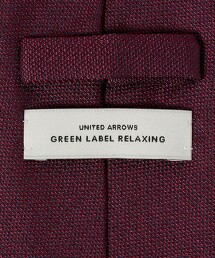 UNITED ARROWS
GREEN LABEL RELAXING